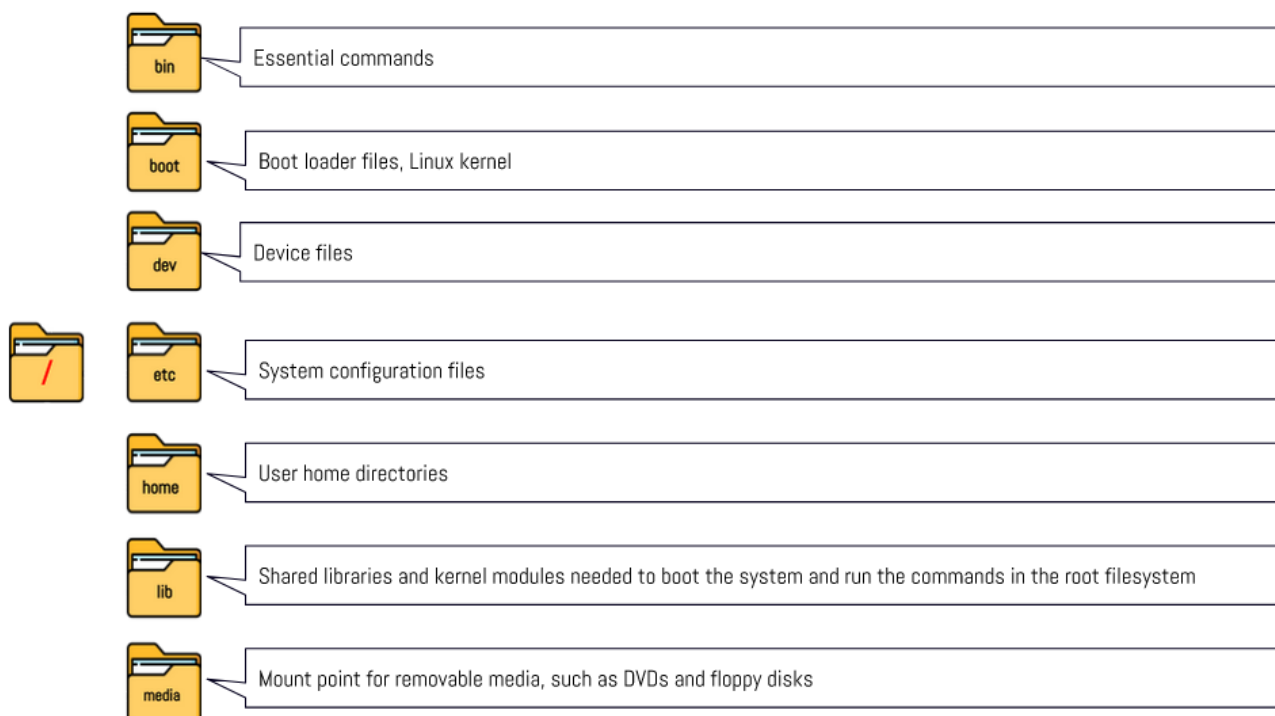 bin
Essential commands
boot
Boot loader files, Linux kernel
dev
Device files
/
etc
System configuration files
home
User home directories
lib
Shared libraries and kernel modules needed to boot the system and run the commands in the root filesystem
media
Mount point for removable media, such as DVDs and floppy disks